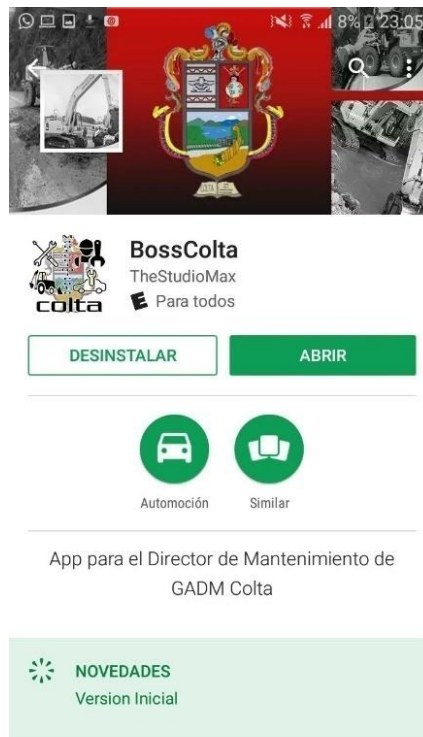 8% 23:05
COLTA
BossColta
TheStudioMax
colta
E Para todos
DESINSTALAR
ABRIR
Automoción
Similar
App para el Director de Mantenimiento de
GADM Colta
NOVEDADES
Version Inicial